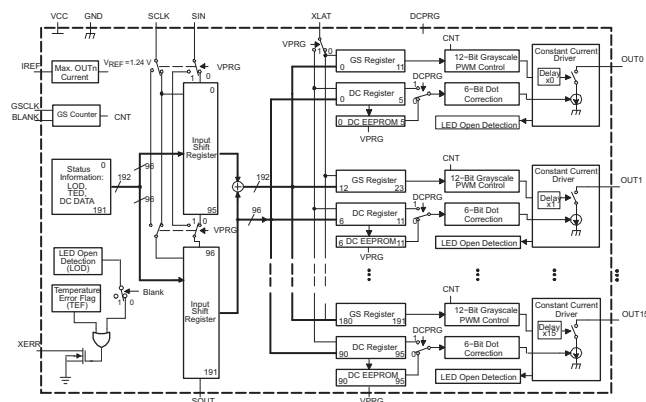 VCC GND SCLK SIN XLAT DCPRG
IREF
Max. OUTn
Current
VREF=1.24 V
VPRG
1 0
GSCLK
BLANK
GS Counter
CNT
Status
Information:
LOD,
TED,
DC DATA
0
191
192
96
96
0
Input
Shift
Register
95
192
96
1 0
VPRG
96
Input
Shift
Register
191
SOUT
LED Open
Detection
(LOD)
Temperature
Error Flag
(TEF)
1 0
Blank
XERR
VPRG
1 0
GS Register
0 11
DC Register
0 5
0 DC EEPROM 5
VPRG
DCPRG
1
0
CNT
12-Bit Grayscale
PWM Control
6-Bit Dot
Correction
LED Open Detection
Constant Current
Driver
Delay
x0
OUT0
GS Register
12 23
DC Register
6 11
6 DC EEPROM 11
VPRG
DCPRG
1
0
CNT
12-Bit Grayscale
PWM Control
6-Bit Dot
Correction
LED Open Detection
Constant Current
Driver
Delay
x1
OUT1
GS Register
180 191
DC Register
90 95
DC EEPROM
90 95
VPRG
DCPRG
1
0
CNT
12-Bit Grayscale
PWM Control
6-Bit Dot
Correction
LED Open Detection
Constant Current
Driver
Delay
x15
OUT15